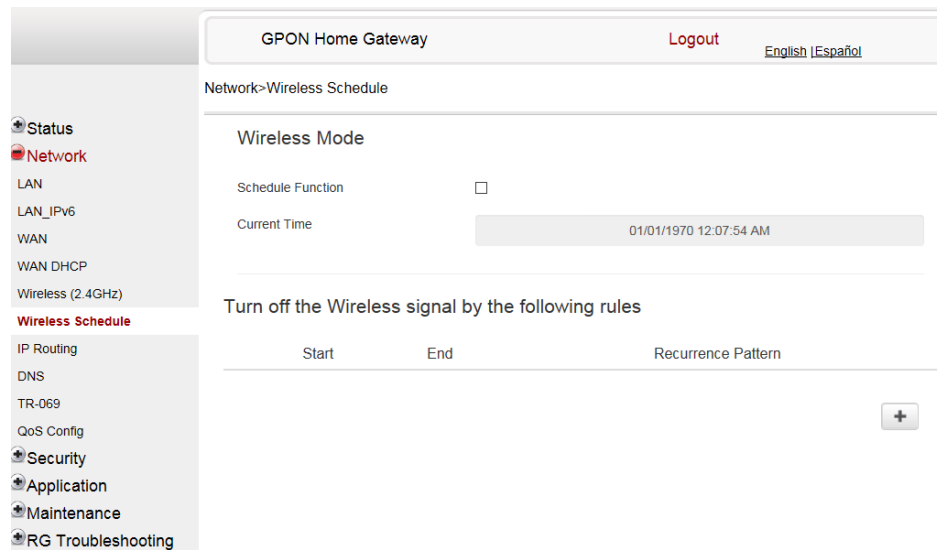 GPON Home Gateway
Logout
English |Español
Network>Wireless Schedule
Status
Network
LAN
LAN_IPv6
WAN
WAN DHCP
Wireless (2.4GHz)
Wireless Schedule
IP Routing
DNS
TR-069
QoS Config
Security
Application
Maintenance
RG Troubleshooting
Wireless Mode
Schedule Function
Current Time 01/01/1970 12:07:54 AM
Turn off the Wireless signal by the following rules
Start End Recurrence Pattern